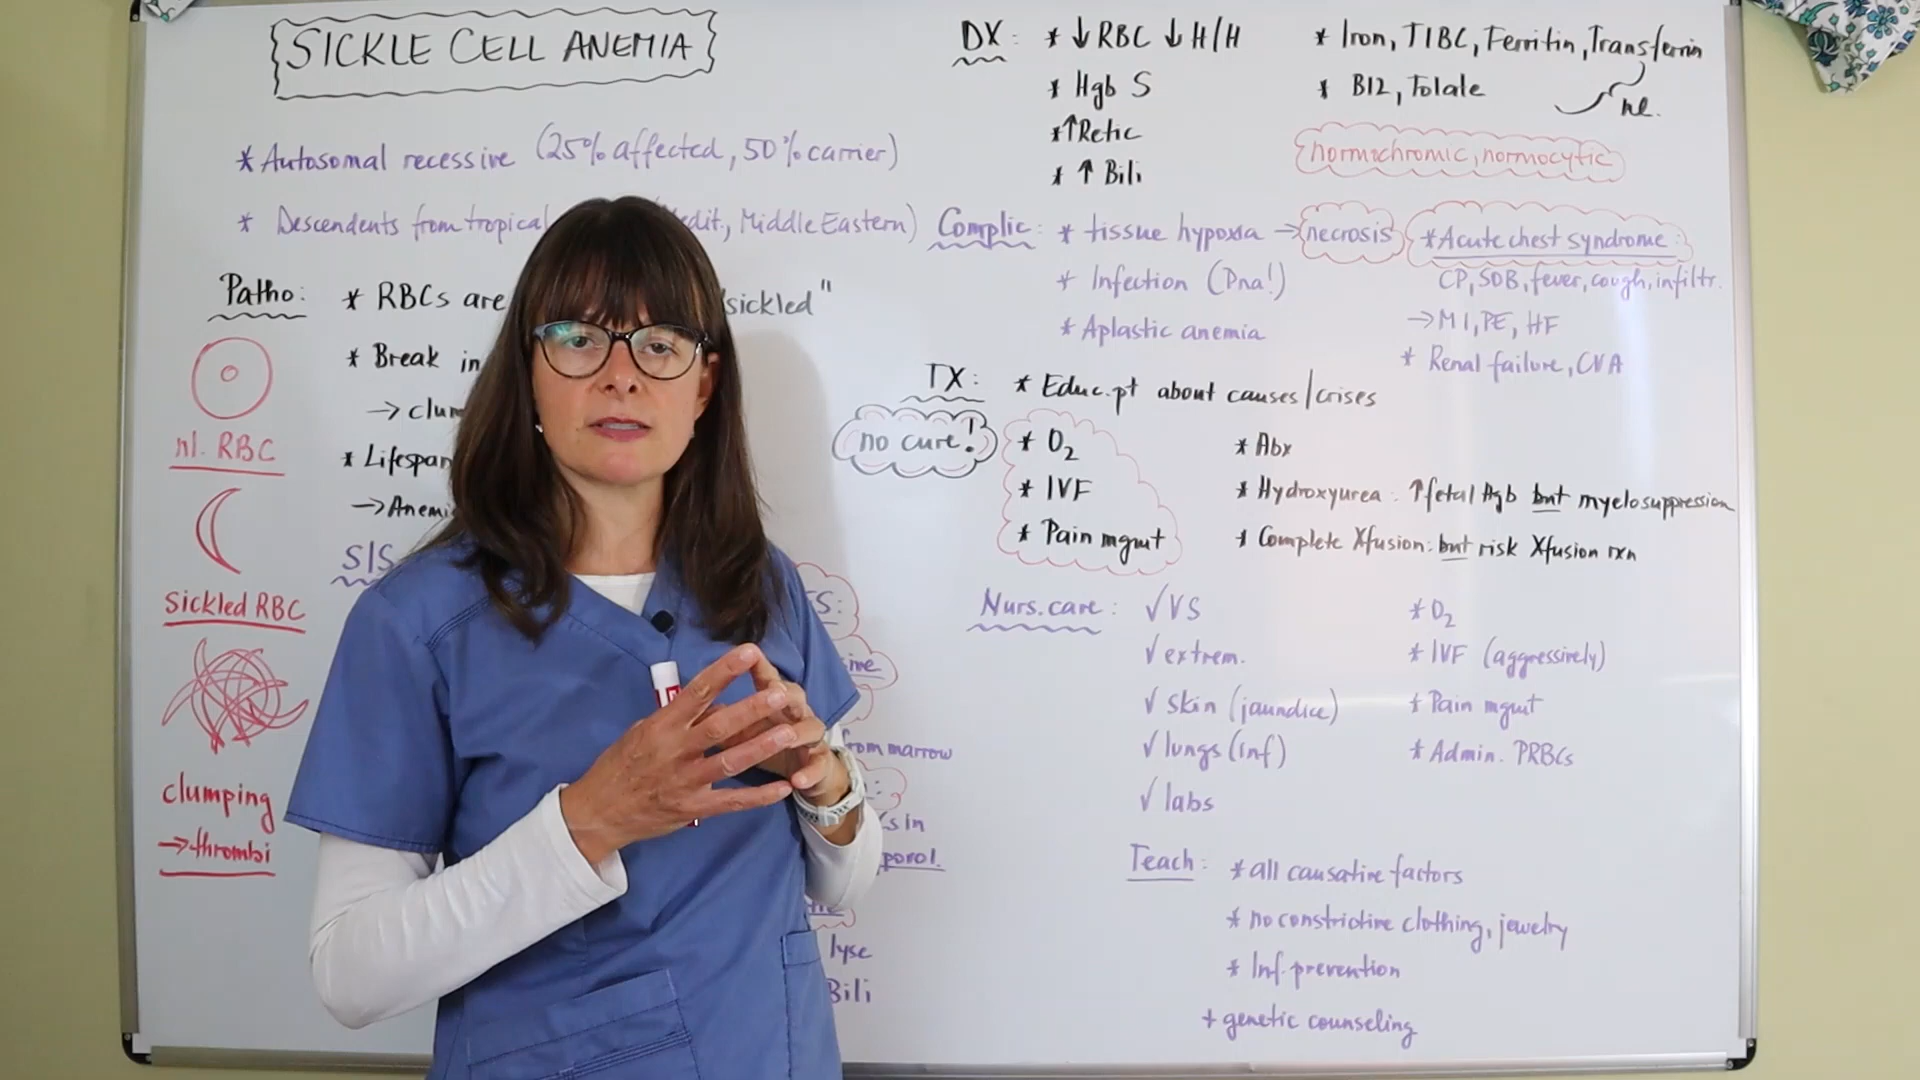 SICKLE CELL ANEMIA
* Autosomal recessive (25% affected, 50% carrier)
* Descendents from tropical edit., Middle Eastern)
Patho: * RBCs are sickled"
* Break in
→ clum
* Lifespan
→ Anemi
nl. RBC
Sickled RBC
clumping
→ thrombi
S/S
S:
ine
from marrow
:
s in
porol.
lyse
Bili
DX: * ↓ RBC ↓ H/H
* Hgb S
* ↑ Retic
* ↑ Bili
* Iron, TIBC, Ferritin, Transferrin
* B12, Folate
nl.
normochromic, normocytic
Complic: * tissue hypoxia → necrosis
* Infection (Pna!)
* Aplastic anemia
* Acute chest syndrome:
CP, SOB, fever, cough, infiltr.
→ MI, PE, HF
* Renal failure, CVA
TX: * Educ. pt about causes/crises
no cure!
* O2
* IVF
* Pain mgmt
* Abx
* Hydroxyurea: ↑ fetal Hgb but myelosuppression
* Complete Xfusion: but risk Xfusion rxn
Nurs. care: √ VS
√ extrem.
√ skin (jaundice)
√ lungs (inf)
√ labs
* O2
* IVF (aggressively)
* Pain mgmt
* Admin. PRBCs
Teach: * all causative factors
* no constrictive clothing, jewelry
* Inf. prevention
+ genetic counseling